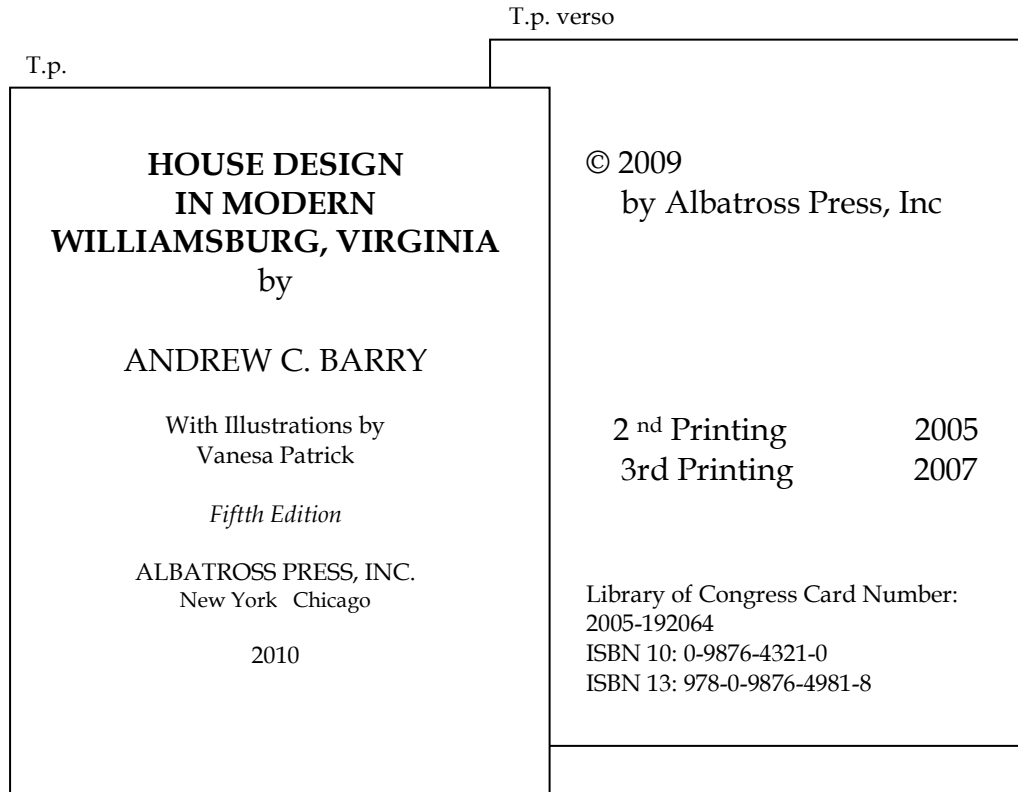 T.p. verso
T.p.
HOUSE DESIGN
IN MODERN
WILLIAMSBURG, VIRGINIA
by
ANDREW C. BARRY
With Illustrations by
Vanesa Patrick
Fiftth Edition
ALBATROSS PRESS, INC.
New York Chicago
2010
© 2009
by Albatross Press, Inc
2 nd Printing 2005
3rd Printing 2007
Library of Congress Card Number:
2005-192064
ISBN 10: 0-9876-4321-0
ISBN 13: 978-0-9876-4981-8